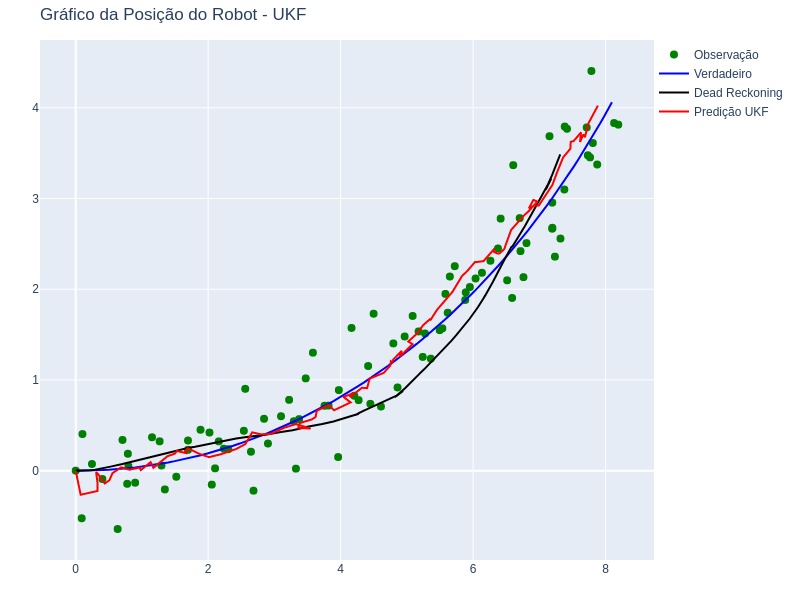 Gráfico da Posição do Robot - UKF
Observação
Verdadeiro
Dead Reckoning
Predição UKF
4
3
2
1
0
0 2 4 6 8